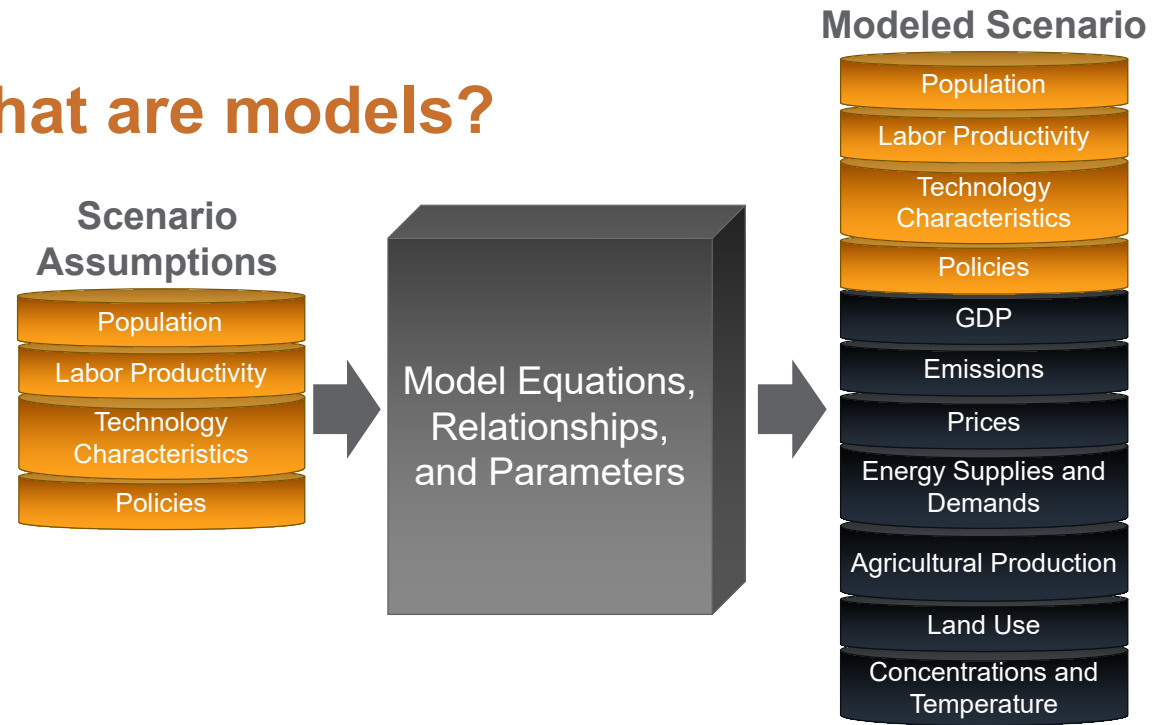 hat are models?
Scenario
Assumptions
Population
Labor Productivity
Technology
Characteristics
Policies
Model Equations,
Relationships,
and Parameters
Modeled Scenario
Population
Labor Productivity
Technology
Characteristics
Policies
GDP
Emissions
Prices
Energy Supplies and
Demands
Agricultural Production
Land Use
Concentrations and
Temperature